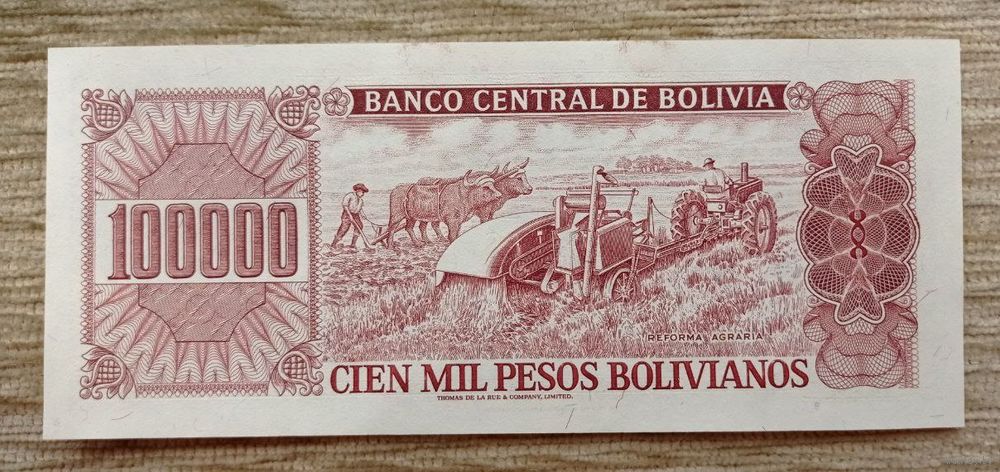 BANCO CENTRAL DE BOLIVIA
100000
REFORMA AGRARIA
CIEN MIL PESOS BOLIVIANOS
THOMAS DE LA RUE & COMPANY, LIMITED.